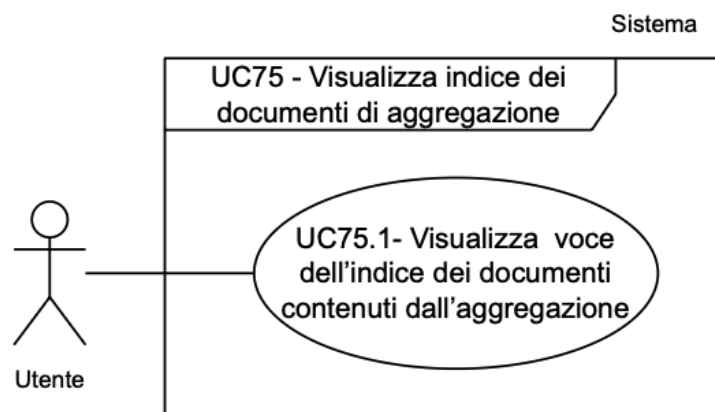 Sistema
UC75 - Visualizza indice dei
documenti di aggregazione
UC75.1- Visualizza voce
dell'indice dei documenti
contenuti dall'aggregazione
Utente